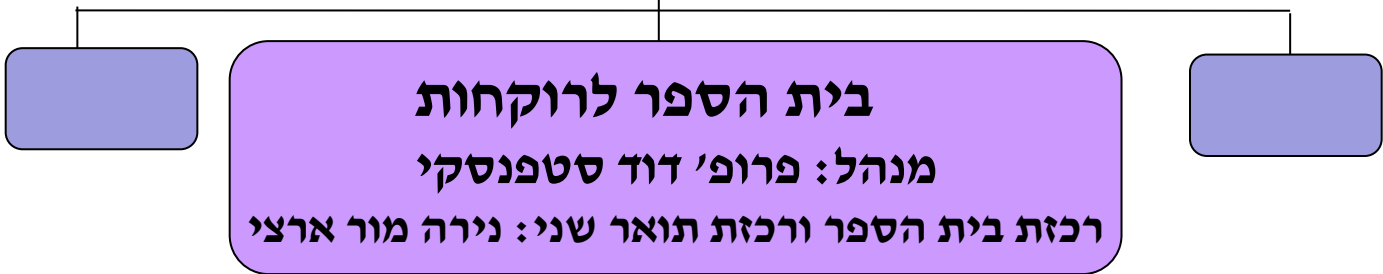 בית הספר לרוקחות
מנהל: פרופ' דוד סטפנסקי
רכזת בית הספר ורכזת תואר שני: נירה מור ארצי